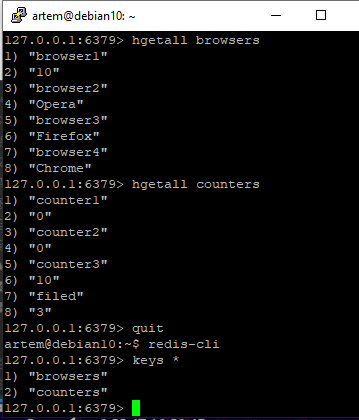 artem@debian10: ~
127.0.0.1:6379> hgetall browsers
1) "browser1"
2) "10"
3) "browser2"
4) "Opera"
5) "browser3"
6) "Firefox"
7) "browser4"
8) "Chrome"
127.0.0.1:6379> hgetall counters
1) "counter1"
2) "0"
3) "counter2"
4) "0"
5) "counter3"
6) "10"
7) "filed"
8) "3"
127.0.0.1:6379> quit
artem@debian10:~$ redis-cli
127.0.0.1:6379> keys *
1) "browsers"
2) "counters"
127.0.0.1:6379>